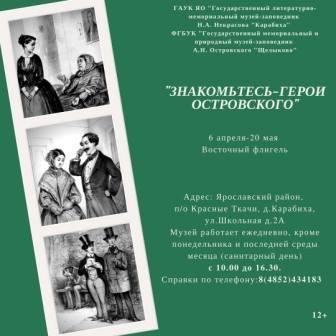 ГАУК ЯО "Государственный литературно-
мемориальный музей-заповедник
Н.А. Некрасова "Карабиха"
ФГБУК "Государственный мемориальный и
природный музей-заповедник
А.Н. Островского "Щелыково"
"ЗНАКОМЬТЕСЬ-ГЕРОИ
ОСТРОВСКОГО"
6 апреля-20 мая
Восточный флигель
Адрес: Ярославский район,
п/о Красные Ткачи, д.Карабиха,
ул.Школьная д.2А
Музей работает ежедневно, кроме
понедельника и последней среды
месяца (санитарный день)
с 10.00 до 16.30.
Справки по телефону:8(4852)434183
12+